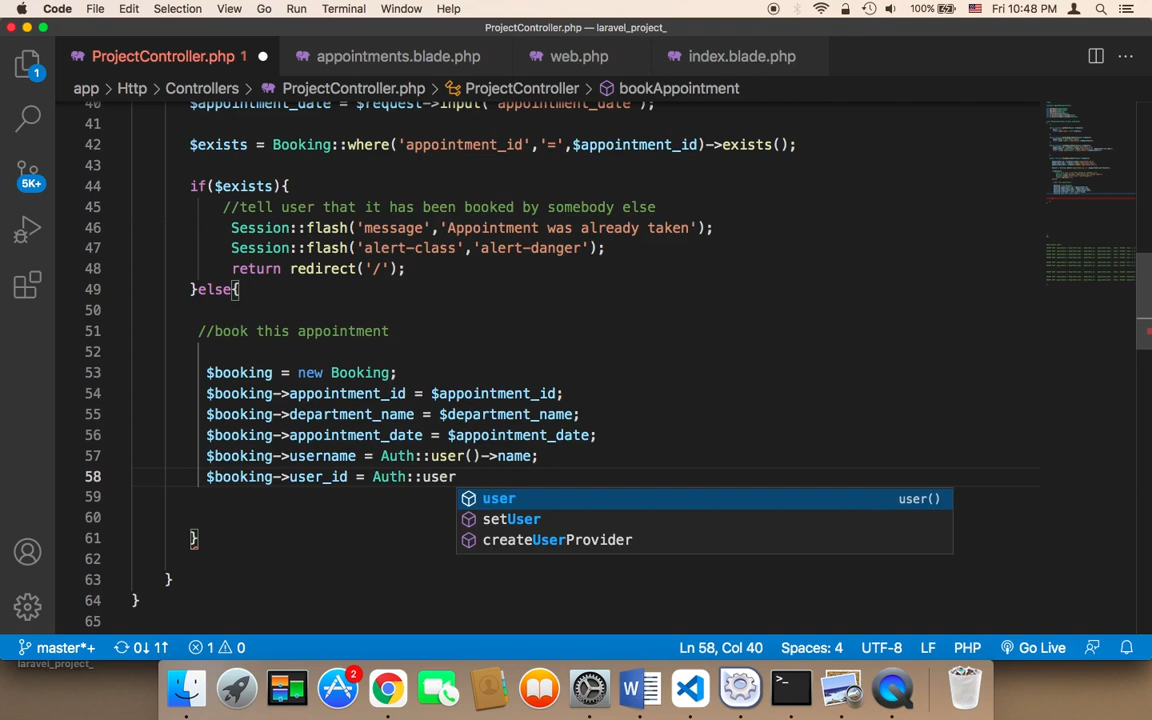 Code File Edit Selection View Go Run Terminal Window Help 100% Fri 10:48 PM
ProjectController.php — laravel_project_
ProjectController.php 1 appointments.blade.php web.php index.blade.php
1
app > Http > Controllers > ProjectController.php > ProjectController > bookAppointment
40 $appointment_date = $request->input('appointment_date');
41
42 $exists = Booking::where('appointment_id','=',$appointment_id)->exists();
43
44 if($exists){
45 //tell user that it has been booked by somebody else
46 Session::flash('message','Appointment was already taken');
47 Session::flash('alert-class','alert-danger');
48 return redirect('/');
49 }else{
50
51 //book this appointment
52
53 $booking = new Booking;
54 $booking->appointment_id = $appointment_id;
55 $booking->department_name = $department_name;
56 $booking->appointment_date = $appointment_date;
57 $booking->username = Auth::user()->name;
58 $booking->user_id = Auth::user
59
60
61 }
62
63 }
64 }
65
5K+
user user()
setUser
createUserProvider
master*+ 0↓ 1↑ 1 0 Ln 58, Col 40 Spaces: 4 UTF-8 LF PHP Go Live
laravel_project_
2